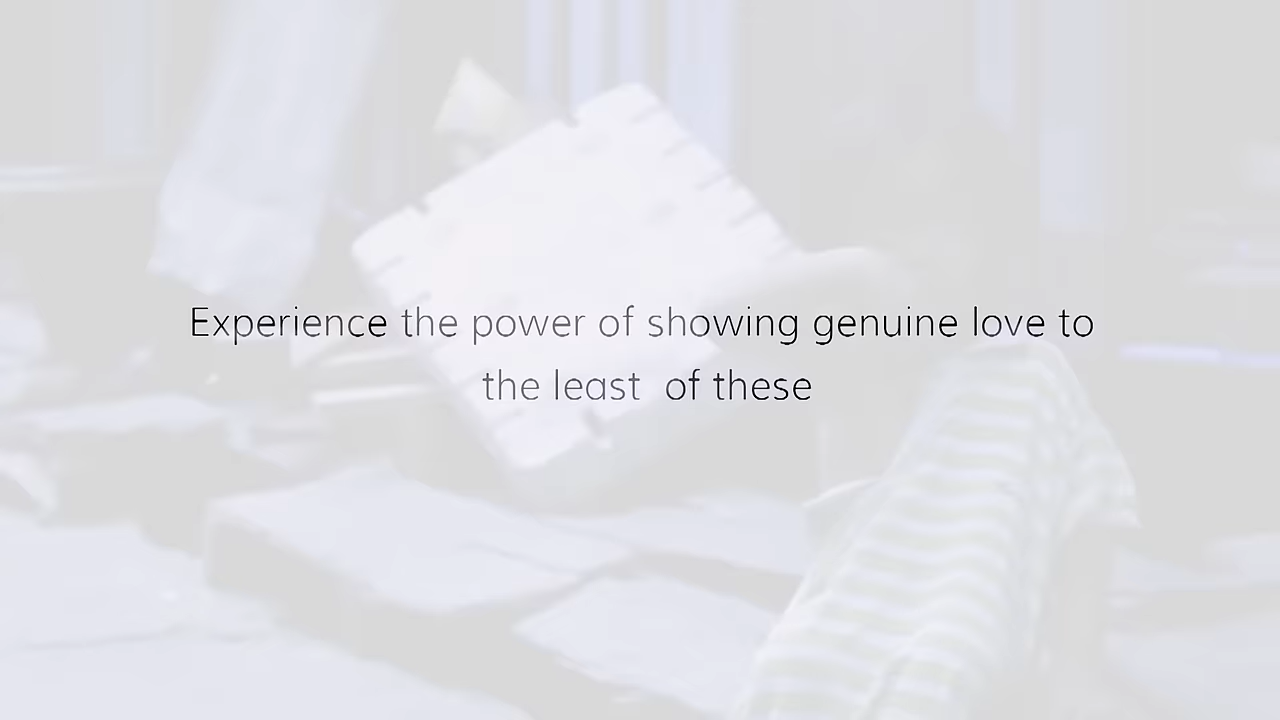 Experience the power of showing genuine love to
the least  of these